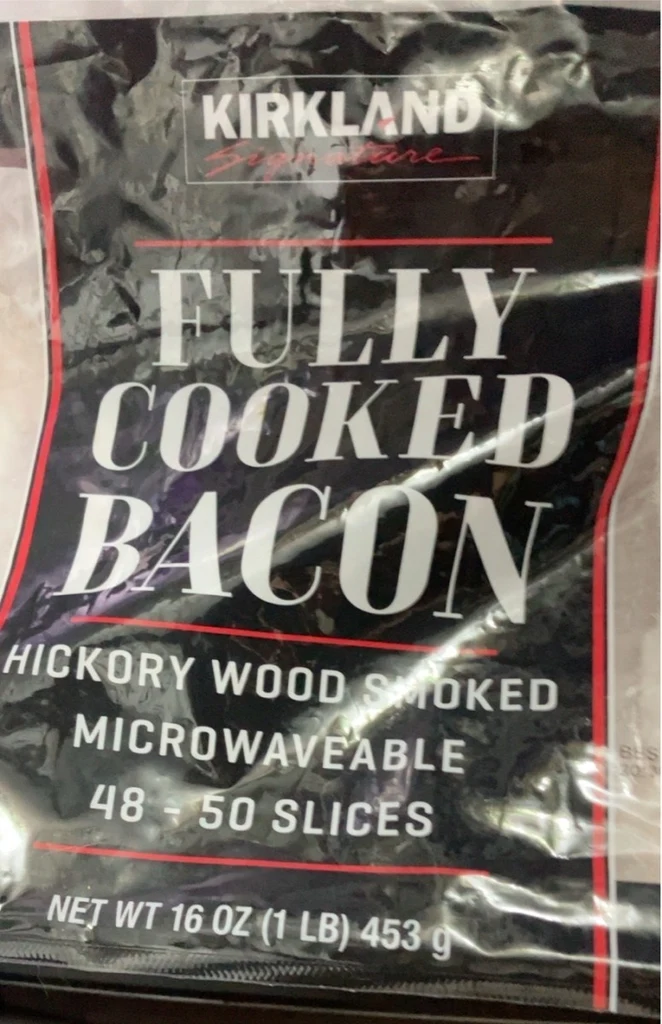 KIRKLAND
Signature
FULLY
COOKED
BACON
HICKORY WOOD SMOKED
MICROWAVEABLE
48 - 50 SLICES
NET WT 16 OZ (1 LB) 453 g